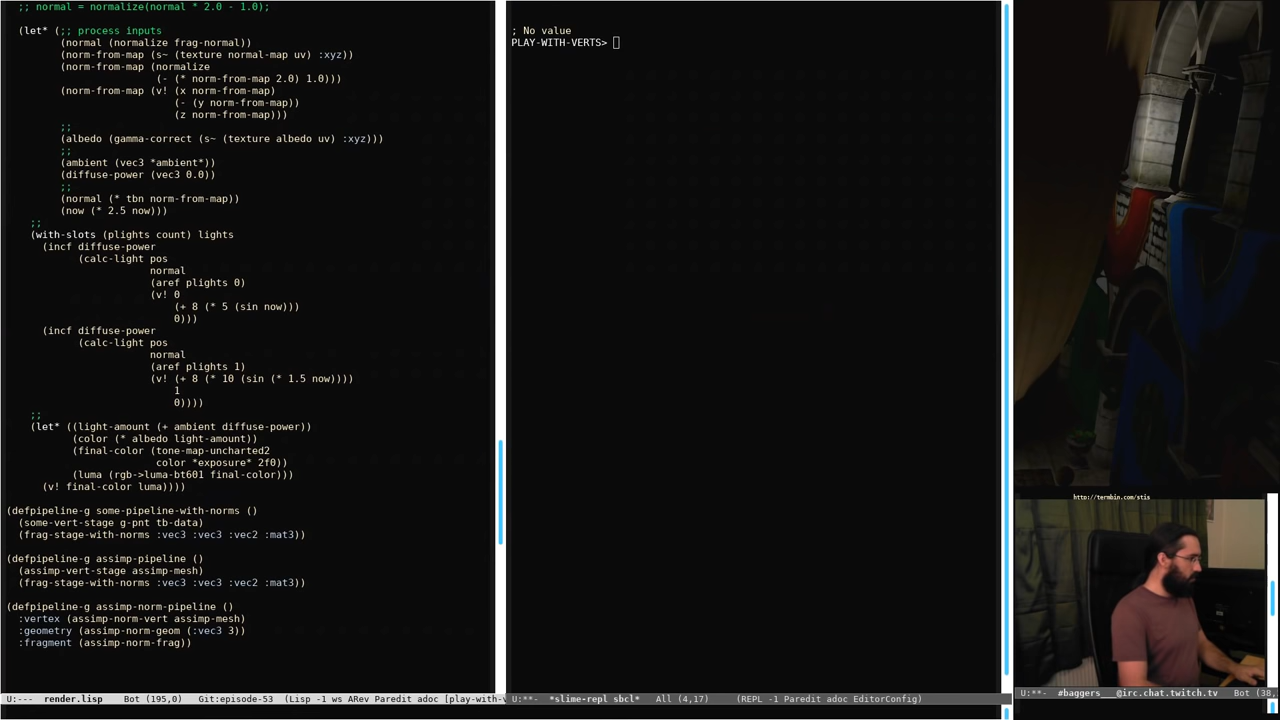 ;; normal = normalize(normal * 2.0 - 1.0);
(let* (;; process inputs
(normal (normalize frag-normal))
(norm-from-map (s~ (texture normal-map uv) :xyz))
(norm-from-map (normalize
(- (* norm-from-map 2.0) 1.0)))
(norm-from-map (v! (x norm-from-map)
(- (y norm-from-map))
(z norm-from-map)))
;;
(albedo (gamma-correct (s~ (texture albedo uv) :xyz)))
;;
(ambient (vec3 *ambient*))
(diffuse-power (vec3 0.0))
;;
(normal (* tbn norm-from-map))
(now (* 2.5 now)))
;;
(with-slots (plights count) lights
(incf diffuse-power
(calc-light pos
normal
(aref plights 0)
(v! 0
(+ 8 (* 5 (sin now)))
0)))
(incf diffuse-power
(calc-light pos
normal
(aref plights 1)
(v! (+ 8 (* 10 (sin (* 1.5 now))))
1
0))))
;;
(let* ((light-amount (+ ambient diffuse-power))
(color (* albedo light-amount))
(final-color (tone-map-uncharted2
color *exposure* 2f0))
(luma (rgb->luma-bt601 final-color)))
(v! final-color luma))))
(defpipeline-g some-pipeline-with-norms ()
(some-vert-stage g-pnt tb-data)
(frag-stage-with-norms :vec3 :vec3 :vec2 :mat3))
(defpipeline-g assimp-pipeline ()
(assimp-vert-stage assimp-mesh)
(frag-stage-with-norms :vec3 :vec3 :vec2 :mat3))
(defpipeline-g assimp-norm-pipeline ()
:vertex (assimp-norm-vert assimp-mesh)
:geometry (assimp-norm-geom (:vec3 3))
:fragment (assimp-norm-frag))
U:--- render.lisp Bot (195,0) Git:episode-53 (Lisp -1 ws ARev Paredit adoc [play-with-v
; No value
PLAY-WITH-VERTS>
U:**- *slime-repl sbcl* All (4,17) (REPL -1 Paredit adoc EditorConfig)
http://termbin.com/stis
U:**- #baggers__ @irc.chat.twitch.tv Bot (38,